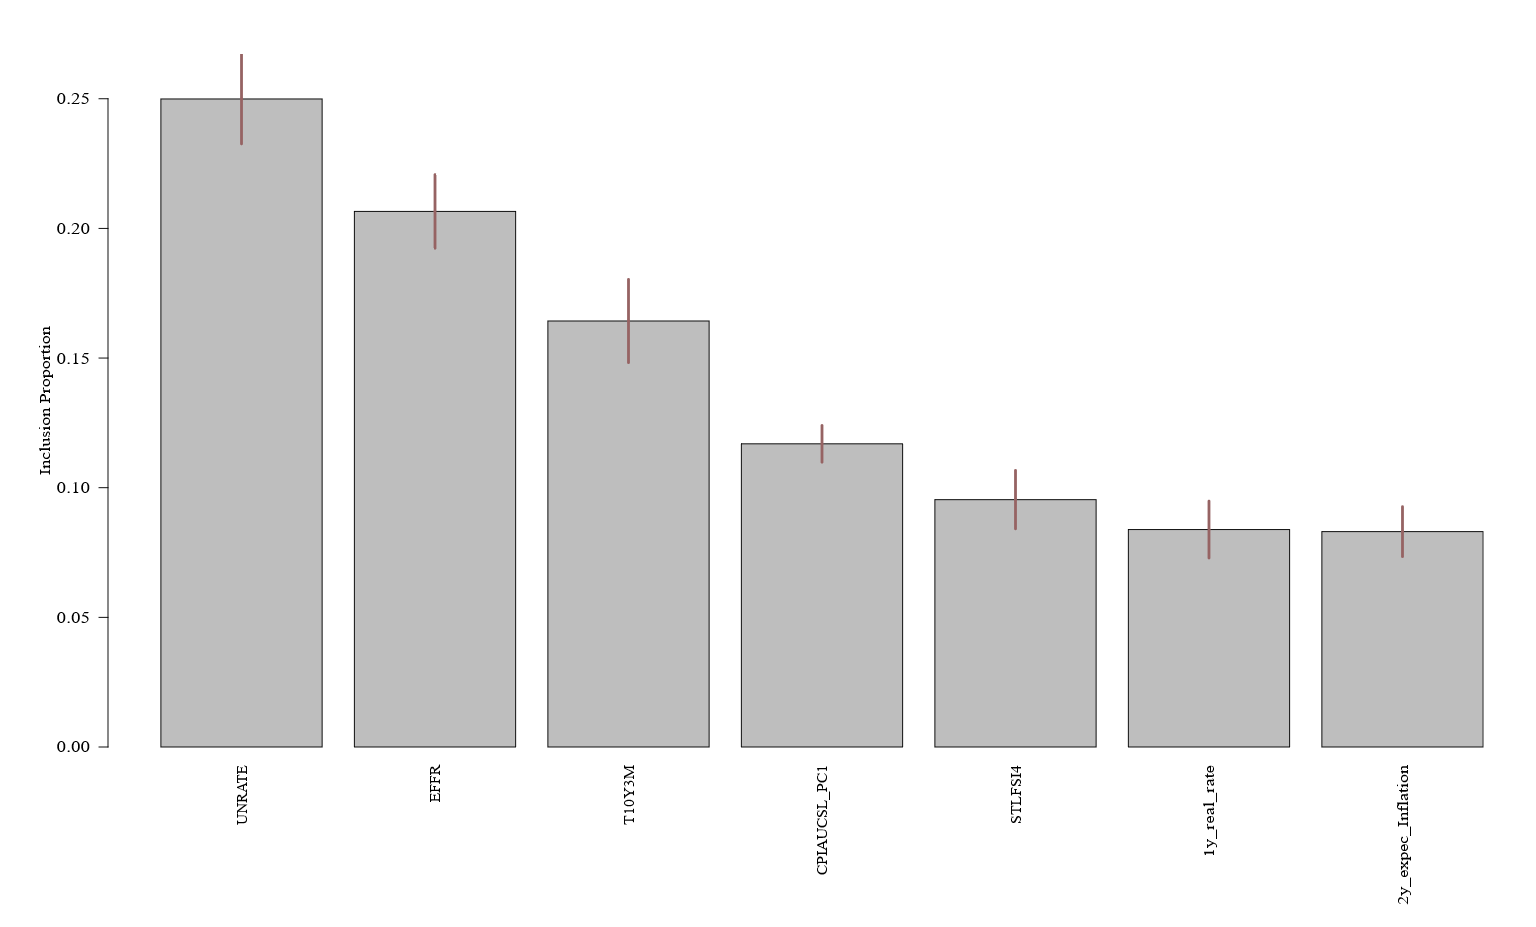 Inclusion Proportion
0.25
0.20
0.15
0.10
0.05
0.00
UNRATE
EFFR
T10Y3M
CPIAUCSL_PC1
STLFSI4
1y_real_rate
2y_expec_Inflation